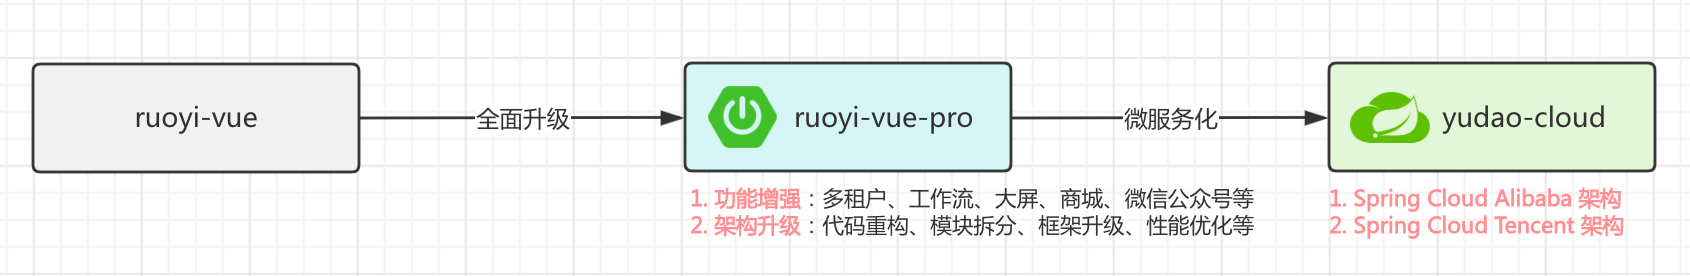 ruoyi-vue
全面升级
ruoyi-vue-pro
微服务化
yudao-cloud
1. 功能增强：多租户、工作流、大屏、商城、微信公众号等
2. 架构升级：代码重构、模块拆分、框架升级、性能优化等
1. Spring Cloud Alibaba 架构
2. Spring Cloud Tencent 架构